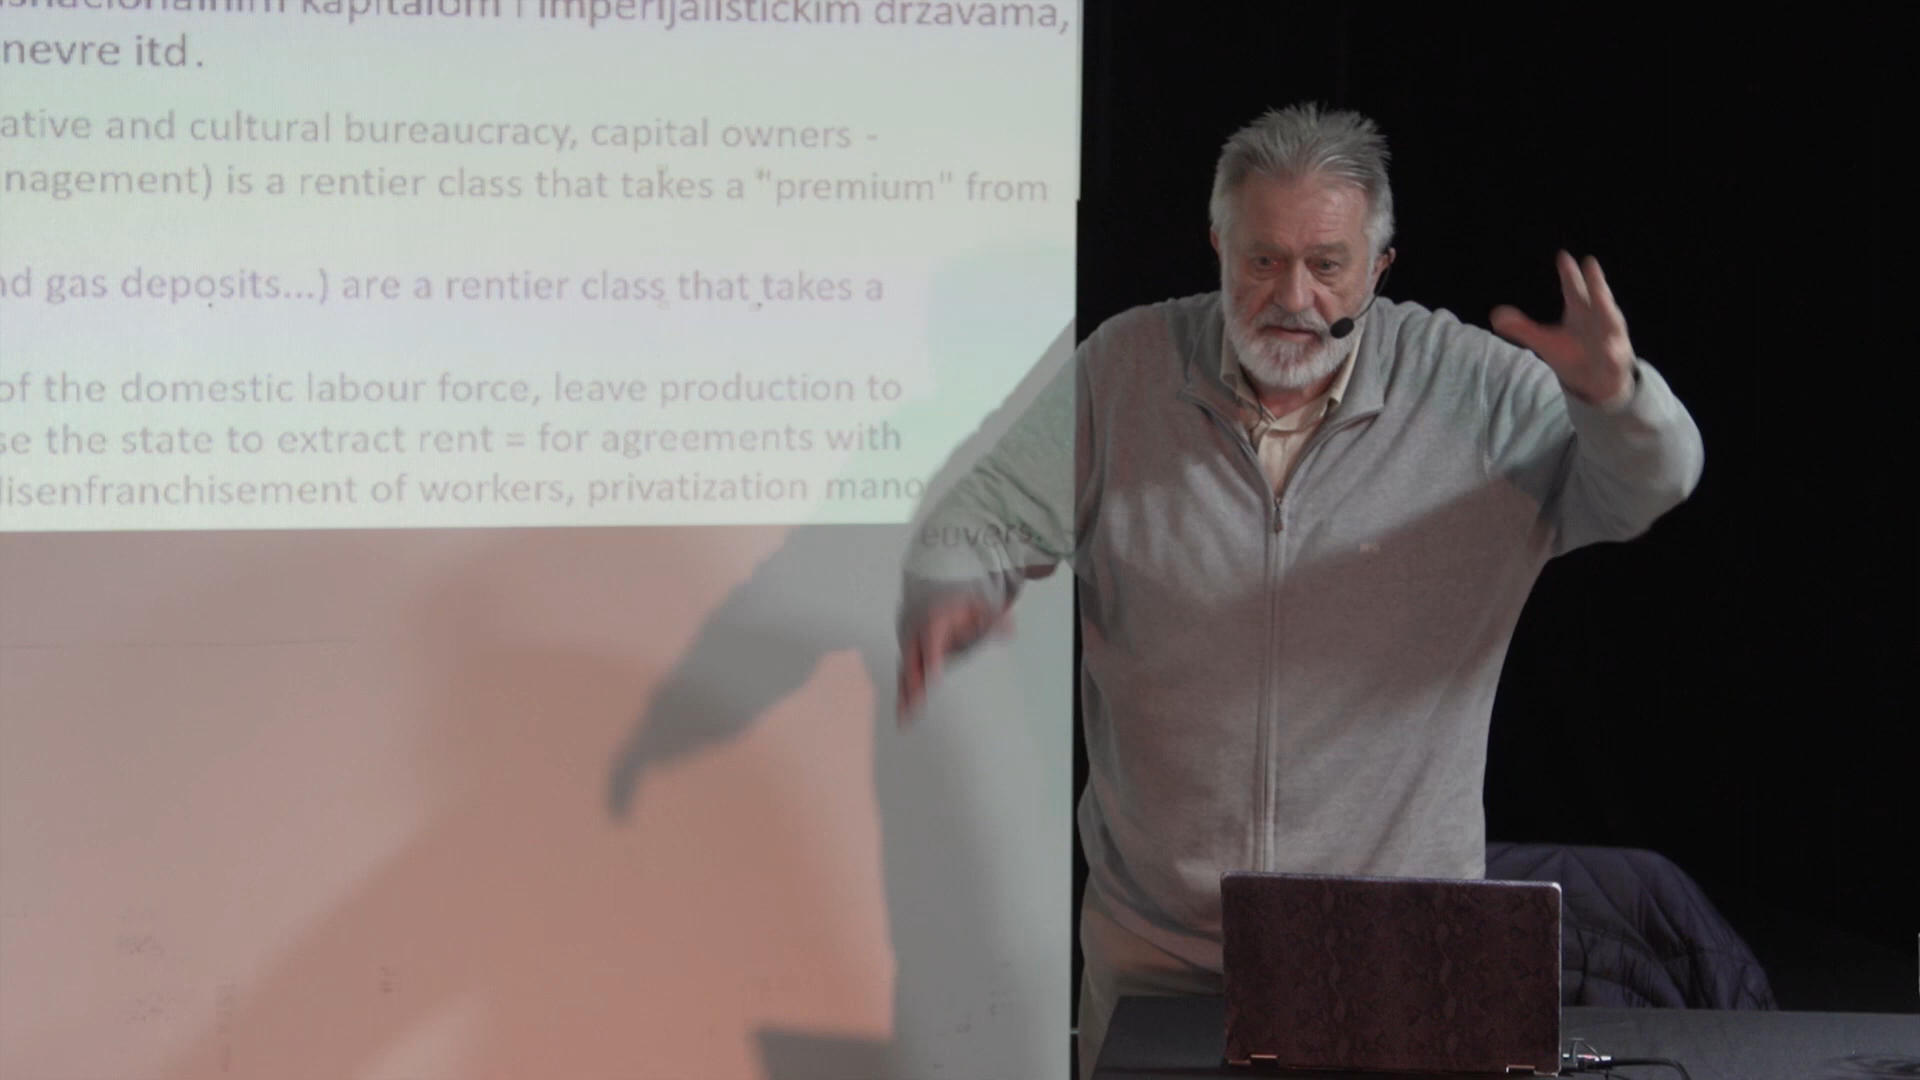 kapitalom i imperijalističkim državama,
nevre itd.
ative and cultural bureaucracy, capital owners -
nagement) is a rentier class that takes a "premium" from
nd gas deposits...) are a rentier class that takes a
of the domestic labour force, leave production to
se the state to extract rent = for agreements with
disenfranchisement of workers, privatization mano
euvers.